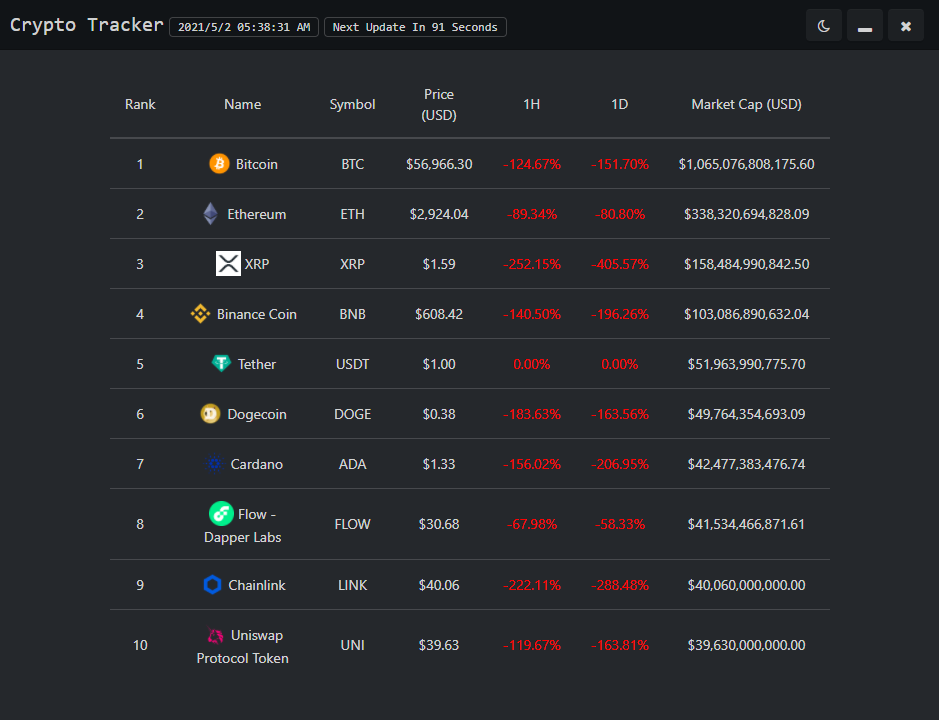 Crypto Tracker 2021/5/2 05:38:31 AM Next Update In 91 Seconds
Rank Name Symbol Price (USD) 1H 1D Market Cap (USD)
1 Bitcoin BTC $56,966.30 -124.67% -151.70% $1,065,076,808,175.60
2 Ethereum ETH $2,924.04 -89.34% -80.80% $338,320,694,828.09
3 XRP XRP $1.59 -252.15% -405.57% $158,484,990,842.50
4 Binance Coin BNB $608.42 -140.50% -196.26% $103,086,890,632.04
5 Tether USDT $1.00 0.00% 0.00% $51,963,990,775.70
6 Dogecoin DOGE $0.38 -183.63% -163.56% $49,764,354,693.09
7 Cardano ADA $1.33 -156.02% -206.95% $42,477,383,476.74
8 Flow - Dapper Labs FLOW $30.68 -67.98% -58.33% $41,534,466,871.61
9 Chainlink LINK $40.06 -222.11% -288.48% $40,060,000,000.00
10 Uniswap Protocol Token UNI $39.63 -119.67% -163.81% $39,630,000,000.00